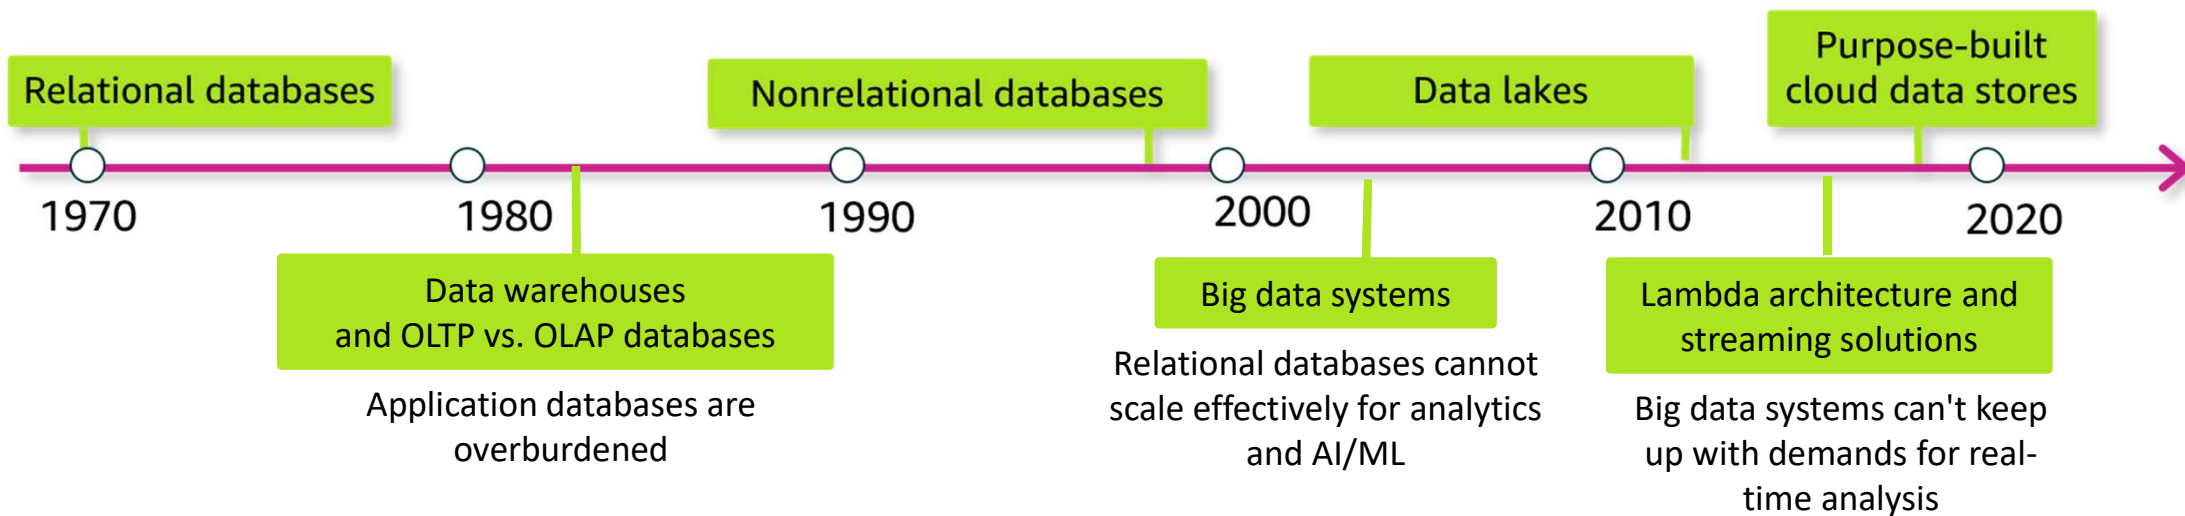 Relational databases
Nonrelational databases
Data lakes
Purpose-built
cloud data stores
1970
1980
1990
2000
2010
2020
Data warehouses
and OLTP vs. OLAP databases
Application databases are
overburdened
Big data systems
Relational databases cannot
scale effectively for analytics
and AI/ML
Lambda architecture and
streaming solutions
Big data systems can't keep
up with demands for real-
time analysis